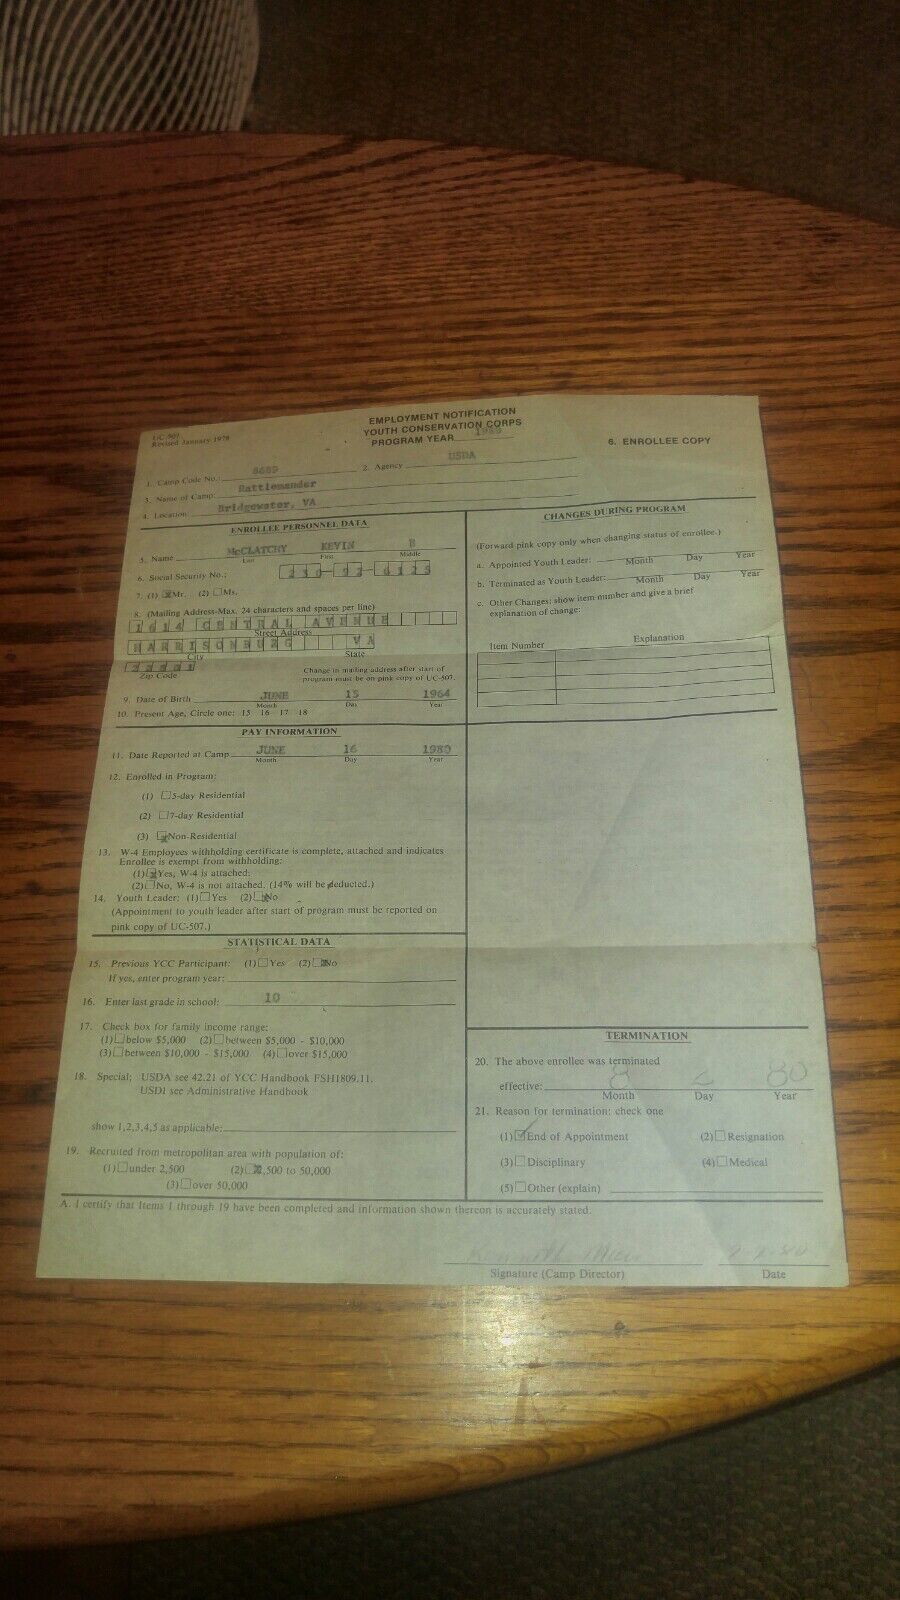 UC-507
Revised January 1978
EMPLOYMENT NOTIFICATION
YOUTH CONSERVATION CORPS
PROGRAM YEAR 1980
6. ENROLLEE COPY
1. Camp Code No.: 2. Agency USDA
3. Name of Camp:
4. Location Bridgewater, VA
ENROLLEE PERSONNEL DATA
5. Name McCLATCHY KEVIN B
Last First Middle
6. Social Security No.:
7. (1) Mr. (2) Ms.
8. (Mailing Address-Max. 24 characters and spaces per line)
1614 CENTRAL AVENUE
Street Address
HARRISONBURG VA
City State
Zip Code
Change in mailing address after start of
program must be on pink copy of UC-507.
9. Date of Birth JUNE 15 1964
Month Day Year
10. Present Age, Circle one: 15 16 17 18
PAY INFORMATION
11. Date Reported at Camp JUNE 16 1980
Month Day Year
12. Enrolled in Program:
(1) 5-day Residential
(2) 7-day Residential
(3) Non-Residential
13. W-4 Employees withholding certificate is complete, attached and indicates
Enrollee is exempt from withholding:
(1) Yes, W-4 is attached.
(2) No, W-4 is not attached. (14% will be deducted.)
14. Youth Leader: (1) Yes (2) No
(Appointment to youth leader after start of program must be reported on
pink copy of UC-507.)
STATISTICAL DATA
15. Previous YCC Participant: (1) Yes (2) No
If yes, enter program year:
16. Enter last grade in school: 10
17. Check box for family income range:
(1) below $5,000 (2) between $5,000 - $10,000
(3) between $10,000 - $15,000 (4) over $15,000
18. Special: USDA see 42.21 of YCC Handbook FSH1809.11.
USDI see Administrative Handbook
show 1,2,3,4,5 as applicable:
19. Recruited from metropolitan area with population of:
(1) under 2,500 (2) 2,500 to 50,000
(3) over 50,000
CHANGES DURING PROGRAM
(Forward pink copy only when changing status of enrollee.)
a. Appointed Youth Leader:
Month Day Year
b. Terminated as Youth Leader:
Month Day Year
c. Other Changes: show item number and give a brief
explanation of change:
Item Number Explanation
TERMINATION
20. The above enrollee was terminated
effective: 8 80
Month Day Year
21. Reason for termination: check one
(1) End of Appointment (2) Resignation
(3) Disciplinary (4) Medical
(5) Other (explain)
A. I certify that Items 1 through 19 have been completed and information shown thereon is accurately stated.
Signature (Camp Director) Date